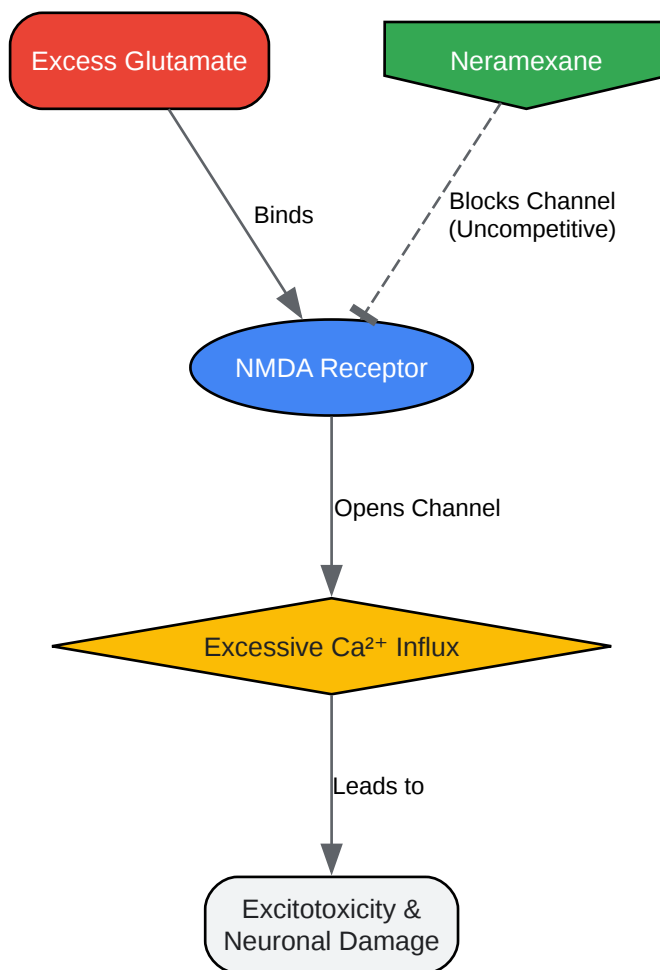 Excess Glutamate
Neramexane
Binds
Blocks Channel
(Uncompetitive)
NMDA Receptor
Opens Channel
Excessive Ca²⁺ Influx
Leads to
Excitotoxicity &
Neuronal Damage